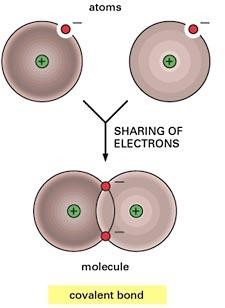 atoms
SHARING OF
ELECTRONS
molecule
covalent bond